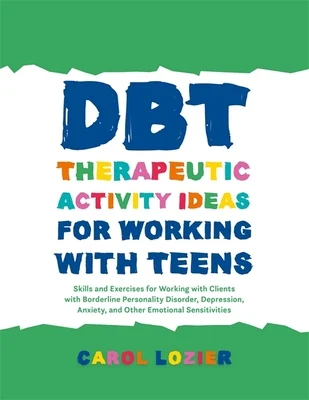 DBT
THERAPEUTIC
ACTIVITY IDEAS
FOR WORKING
WITH TEENS
Skills and Exercises for Working with Clients
with Borderline Personality Disorder, Depression,
Anxiety, and Other Emotional Sensitivities
CAROL LOZIER